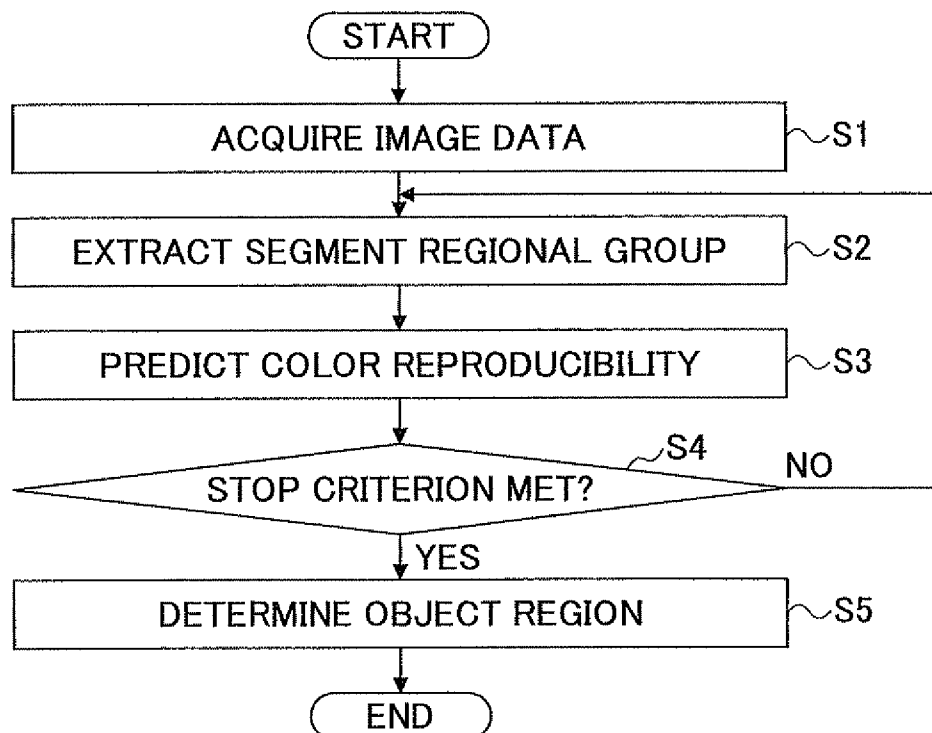 START
ACQUIRE IMAGE DATA
S1
EXTRACT SEGMENT REGIONAL GROUP
S2
PREDICT COLOR REPRODUCIBILITY
S3
S4
STOP CRITERION MET?
NO
YES
DETERMINE OBJECT REGION
S5
END